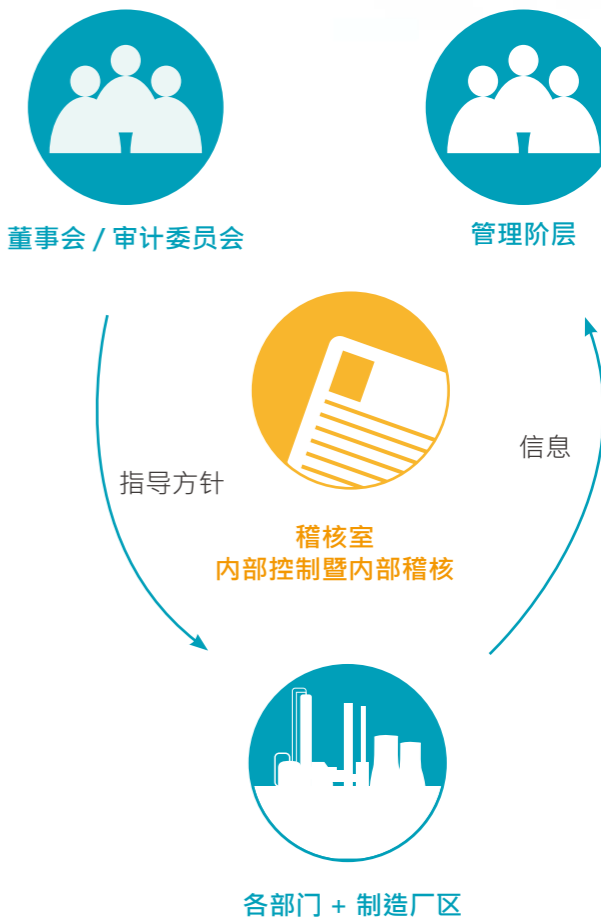 董事会 / 审计委员会
管理阶层
指导方针
信息
稽核室
内部控制暨内部稽核
各部门 + 制造厂区